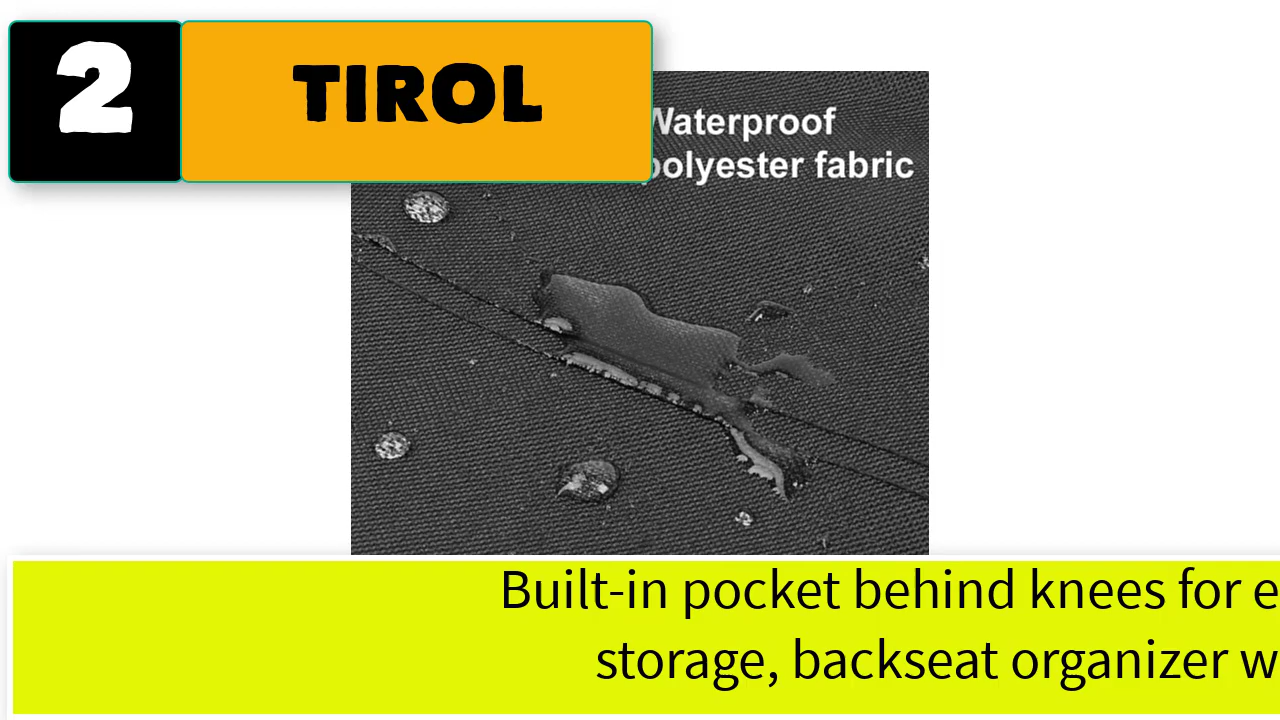 2
TIROL
Waterproof
polyester fabric
Built-in pocket behind knees for e
storage, backseat organizer w